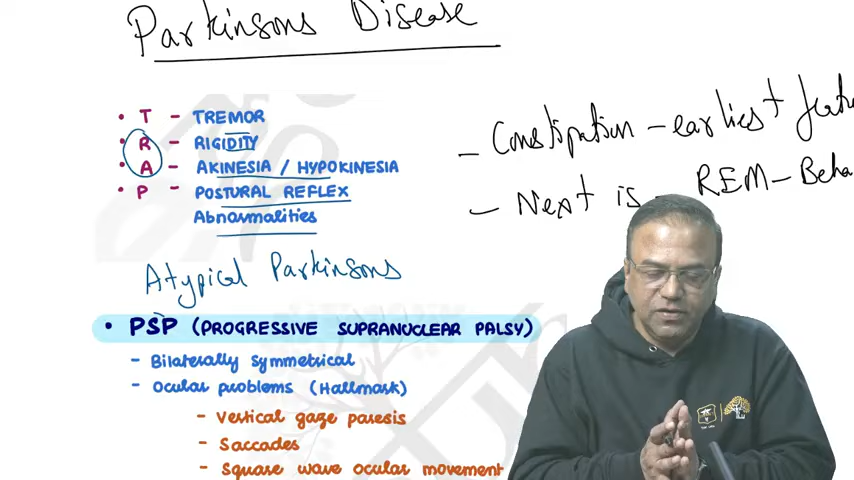 Parkinsons Disease
• T - TREMOR
• R - RIGIDITY
• A - AKINESIA / HYPOKINESIA
• P - POSTURAL REFLEX
Abnormalities
- Constipation - earliest
- Next is - REM -
Atypical Parkinsons
• PSP (PROGRESSIVE SUPRANUCLEAR PALSY)
- Bilaterally symmetrical
- Ocular problems (Hallmark)
- Vertical gaze paresis
- Saccades
- Square wave ocular movement